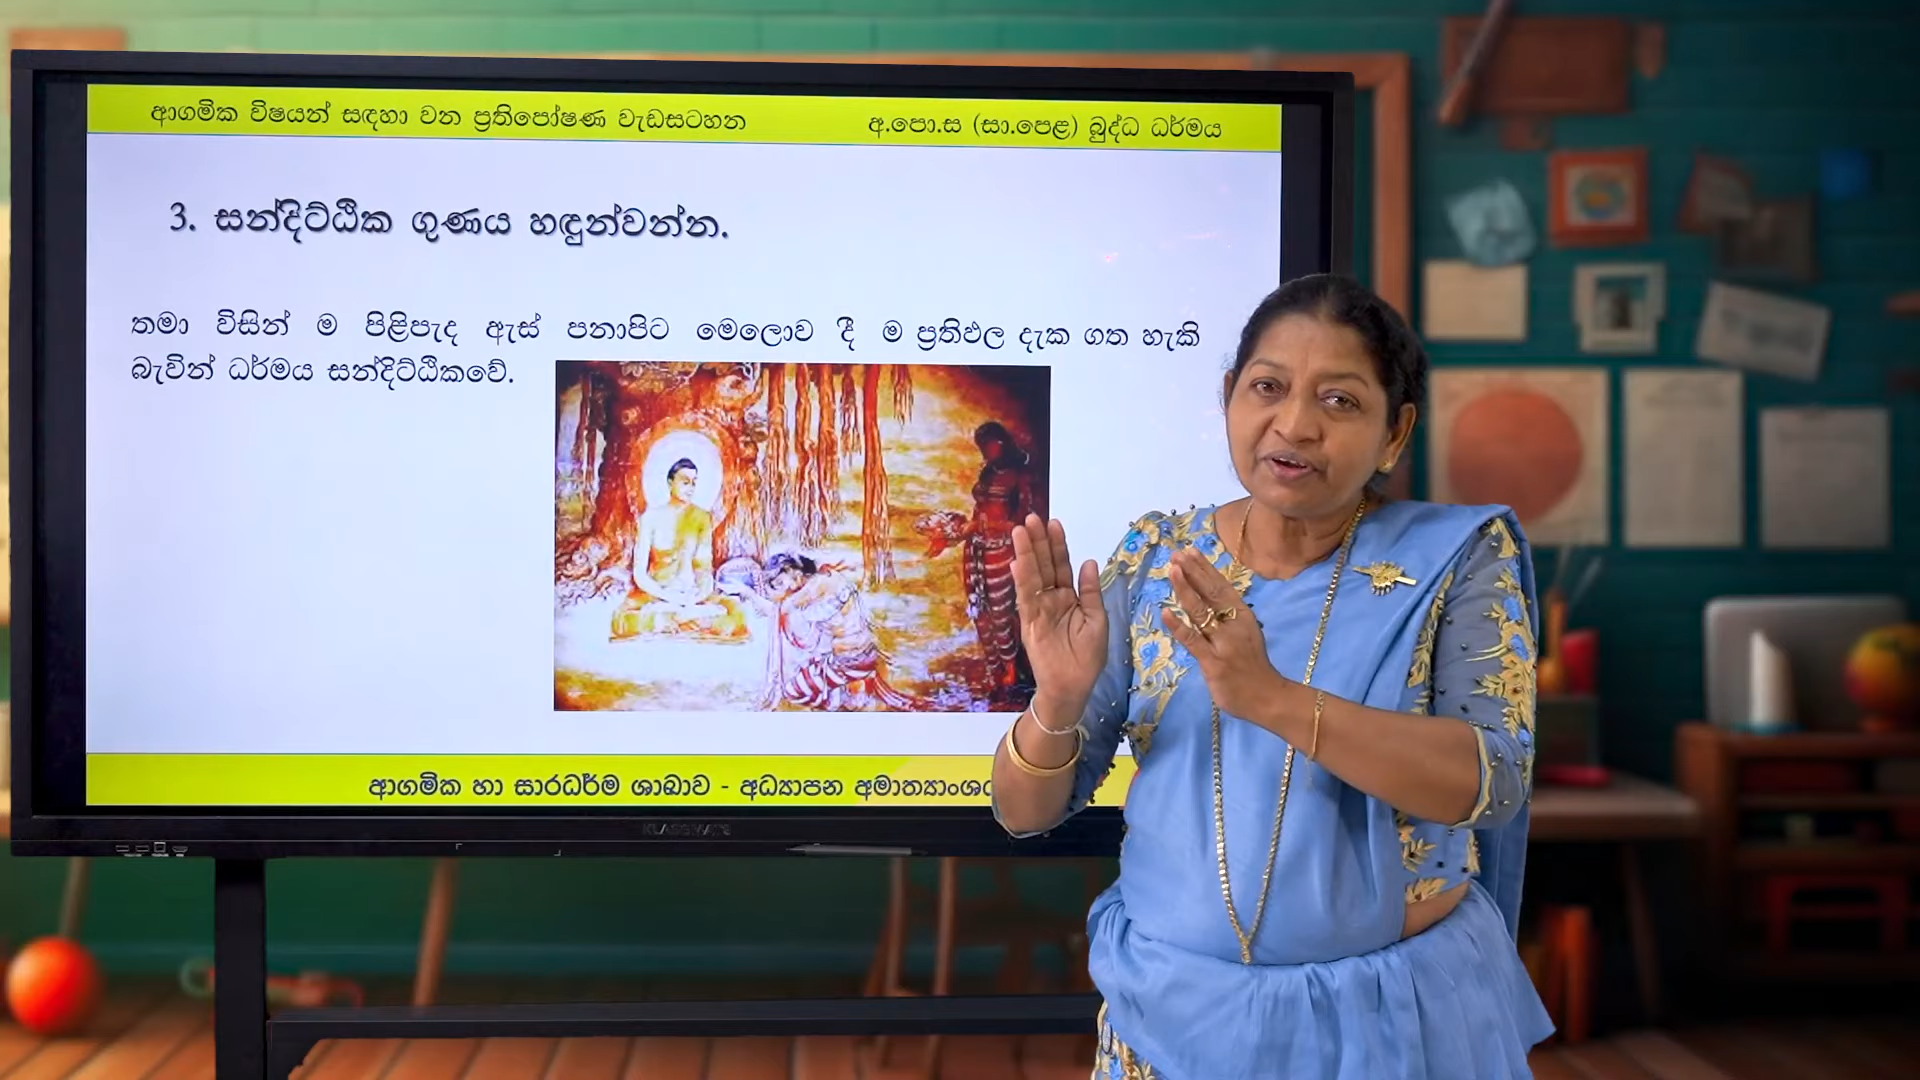 ආගමික විෂයන් සඳහා වන ප්‍රතිපෝෂණ වැඩසටහන අ.පො.ස (සා.පෙළ) බුද්ධ ධර්මය
3. සන්දිට්ඨික ගුණය හඳුන්වන්න.
තමා විසින් ම පිළිපැද ඇස් පනාපිට මෙලොව දී ම ප්‍රතිඵල දැක ගත හැකි
බැවින් ධර්මය සන්දිට්ඨිකවේ.
ආගමික හා සාරධර්ම ශාඛාව - අධ්‍යාපන
KLASSMATE